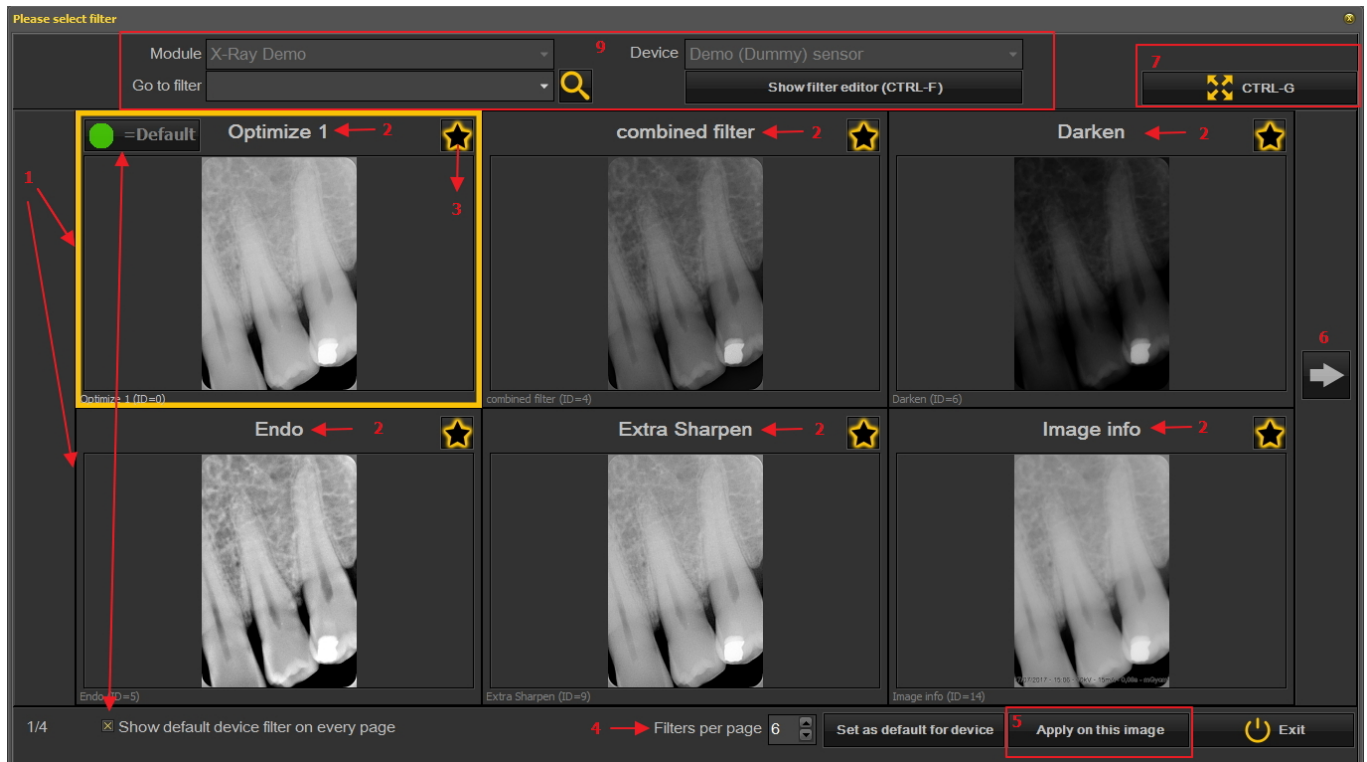 Please select filter
Module X-Ray Demo 9 Device Demo (Dummy) sensor 7
Go to filter Show filter editor (CTRL-F) CTRL-G
=Default Optimize 1 2 combined filter 2 Darken 2
1
3
6
Optimize 1 (ID=0) combined filter (ID=4) Darken (ID=6)
Endo 2 Extra Sharpen 2 Image info 2
Endo (ID=5) Extra Sharpen (ID=9) Image info (ID=14)
1/4 Show default device filter on every page 4 Filters per page 6 Set as default for device 5 Apply on this image Exit